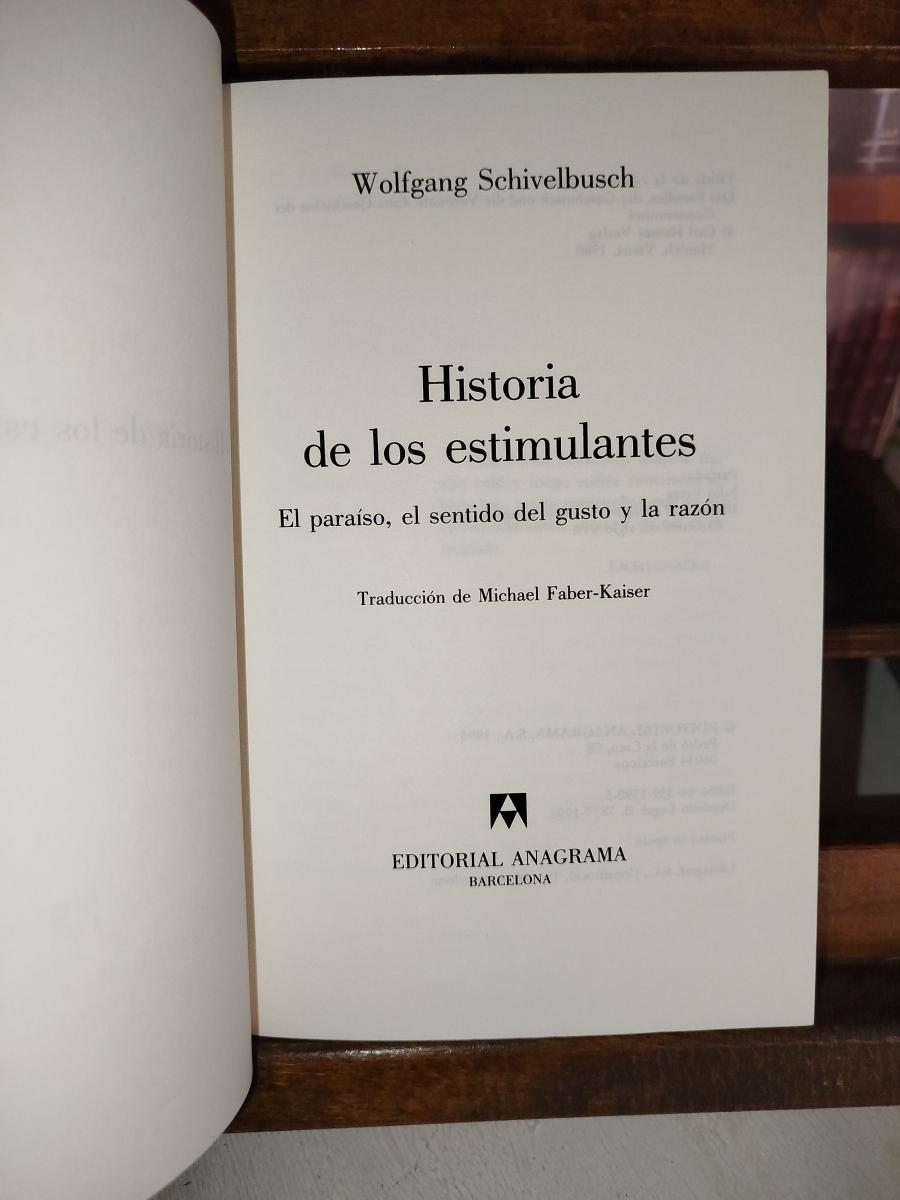 Wolfgang Schivelbusch
Historia
de los estimulantes
El paraíso, el sentido del gusto y la razón
Traducción de Michael Faber-Kaiser
EDITORIAL ANAGRAMA
BARCELONA